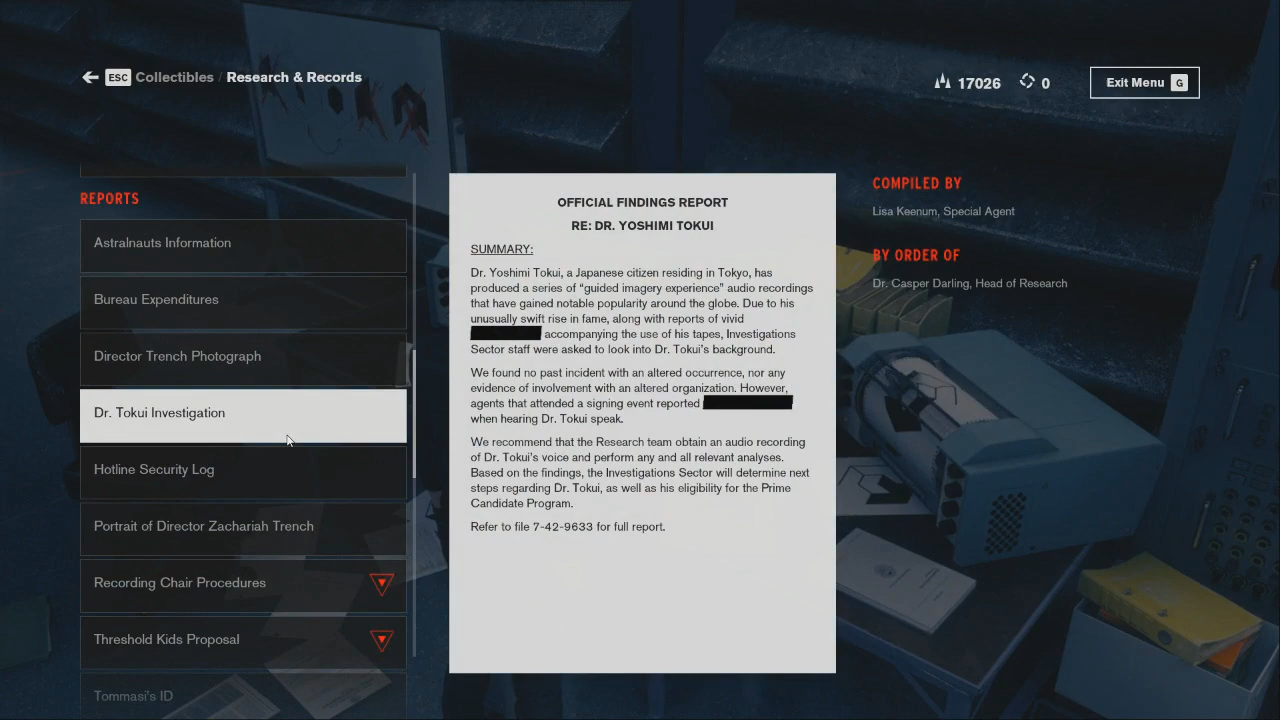 ESC Collectibles / Research & Records
17026
0
Exit Menu G
REPORTS
Astralnauts Information
Bureau Expenditures
Director Trench Photograph
Dr. Tokui Investigation
Hotline Security Log
Portrait of Director Zachariah Trench
Recording Chair Procedures
Threshold Kids Proposal
Tommasi's ID
OFFICIAL FINDINGS REPORT
RE: DR. YOSHIMI TOKUI
SUMMARY:
Dr. Yoshimi Tokui, a Japanese citizen residing in Tokyo, has
produced a series of “guided imagery experience” audio recordings
that have gained notable popularity around the globe. Due to his
unusually swift rise in fame, along with reports of vivid
accompanying the use of his tapes, Investigations
Sector staff were asked to look into Dr. Tokui's background.
We found no past incident with an altered occurrence, nor any
evidence of involvement with an altered organization. However,
agents that attended a signing event reported
when hearing Dr. Tokui speak.
We recommend that the Research team obtain an audio recording
of Dr. Tokui's voice and perform any and all relevant analyses.
Based on the findings, the Investigations Sector will determine next
steps regarding Dr. Tokui, as well as his eligibility for the Prime
Candidate Program.
Refer to file 7-42-9633 for full report.
COMPILED BY
Lisa Keenum, Special Agent
BY ORDER OF
Dr. Casper Darling, Head of Research